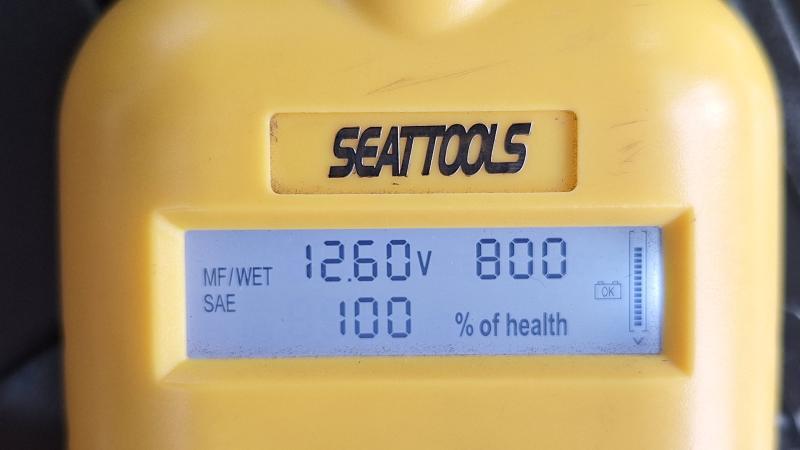 SEATTOOLS
MF/WET 12.60V 800
SAE 100 % of health
OK